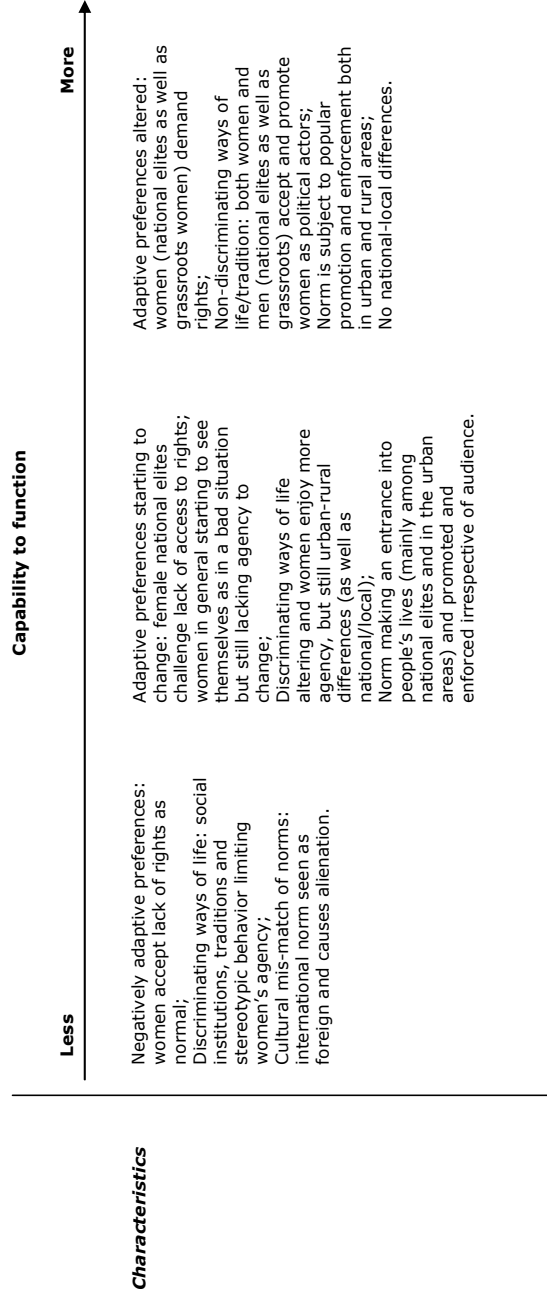 Capability to function
Less
More
Characteristics
Negatively adaptive preferences:
women accept lack of rights as
normal;
Discriminating ways of life: social
institutions, traditions and
stereotypic behavior limiting
women's agency;
Cultural mis-match of norms:
international norm seen as
foreign and causes alienation.
Adaptive preferences starting to
change: female national elites
challenge lack of access to rights;
women in general starting to see
themselves as in a bad situation
but still lacking agency to
change;
Discriminating ways of life
altering and women enjoy more
agency, but still urban-rural
differences (as well as
national/local);
Norm making an entrance into
people's lives (mainly among
national elites and in the urban
areas) and promoted and
enforced irrespective of audience.
Adaptive preferences altered:
women (national elites as well as
grassroots women) demand
rights;
Non-discriminating ways of
life/tradition: both women and
men (national elites as well as
grassroots) accept and promote
women as political actors;
Norm is subject to popular
promotion and enforcement both
in urban and rural areas;
No national-local differences.